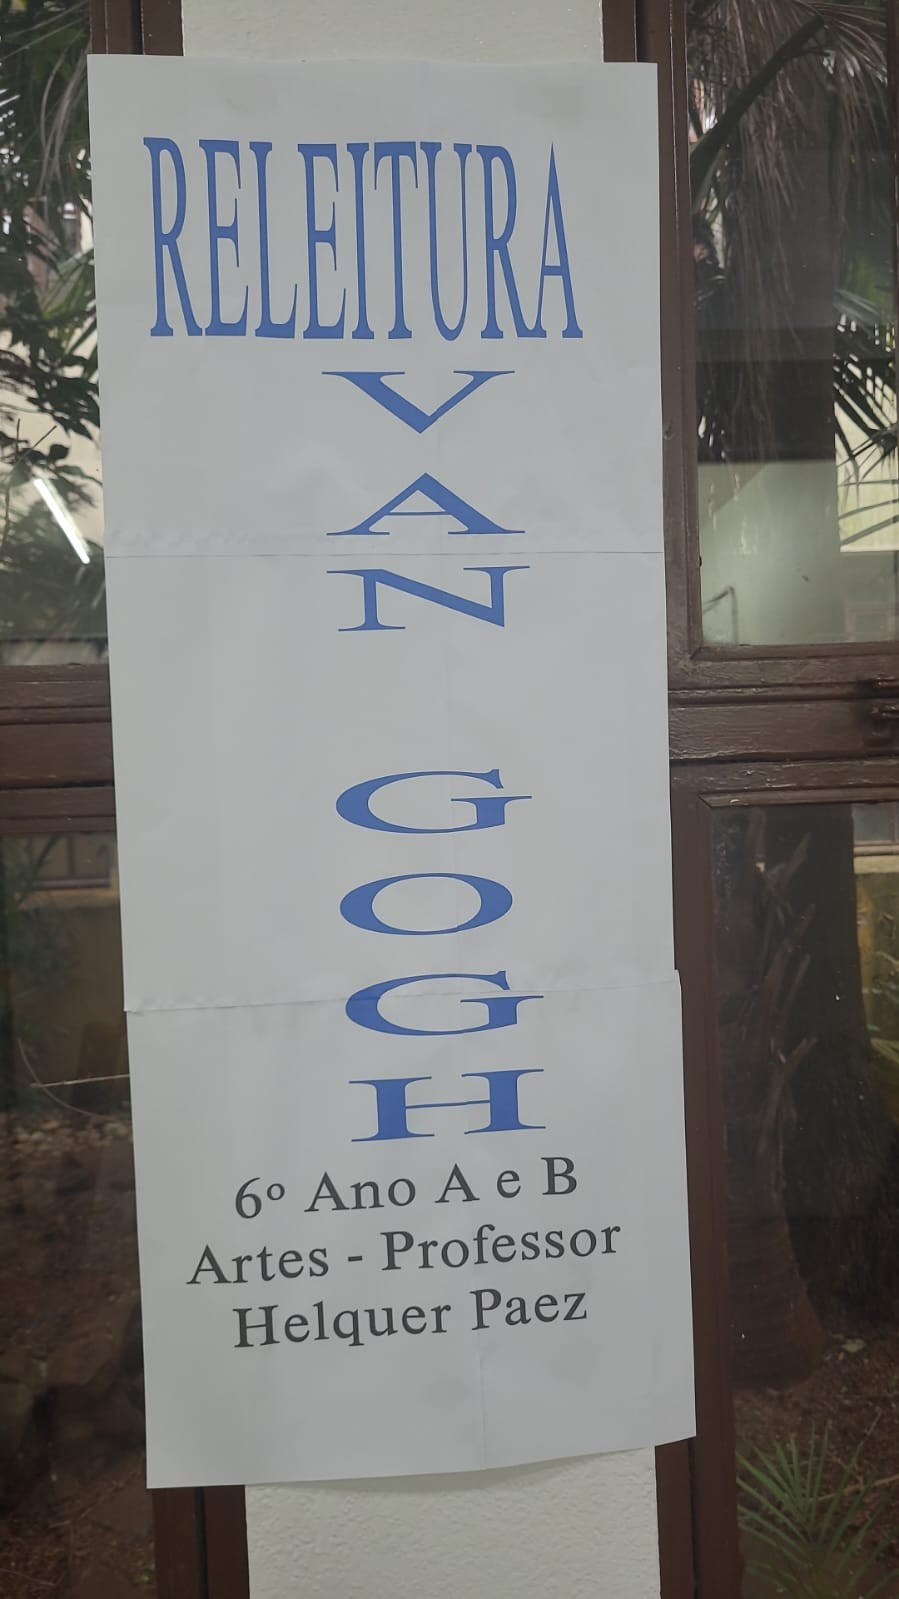 RELEITURA
V
A
N
G
O
G
H
6º Ano A e B
Artes - Professor
Helquer Paez